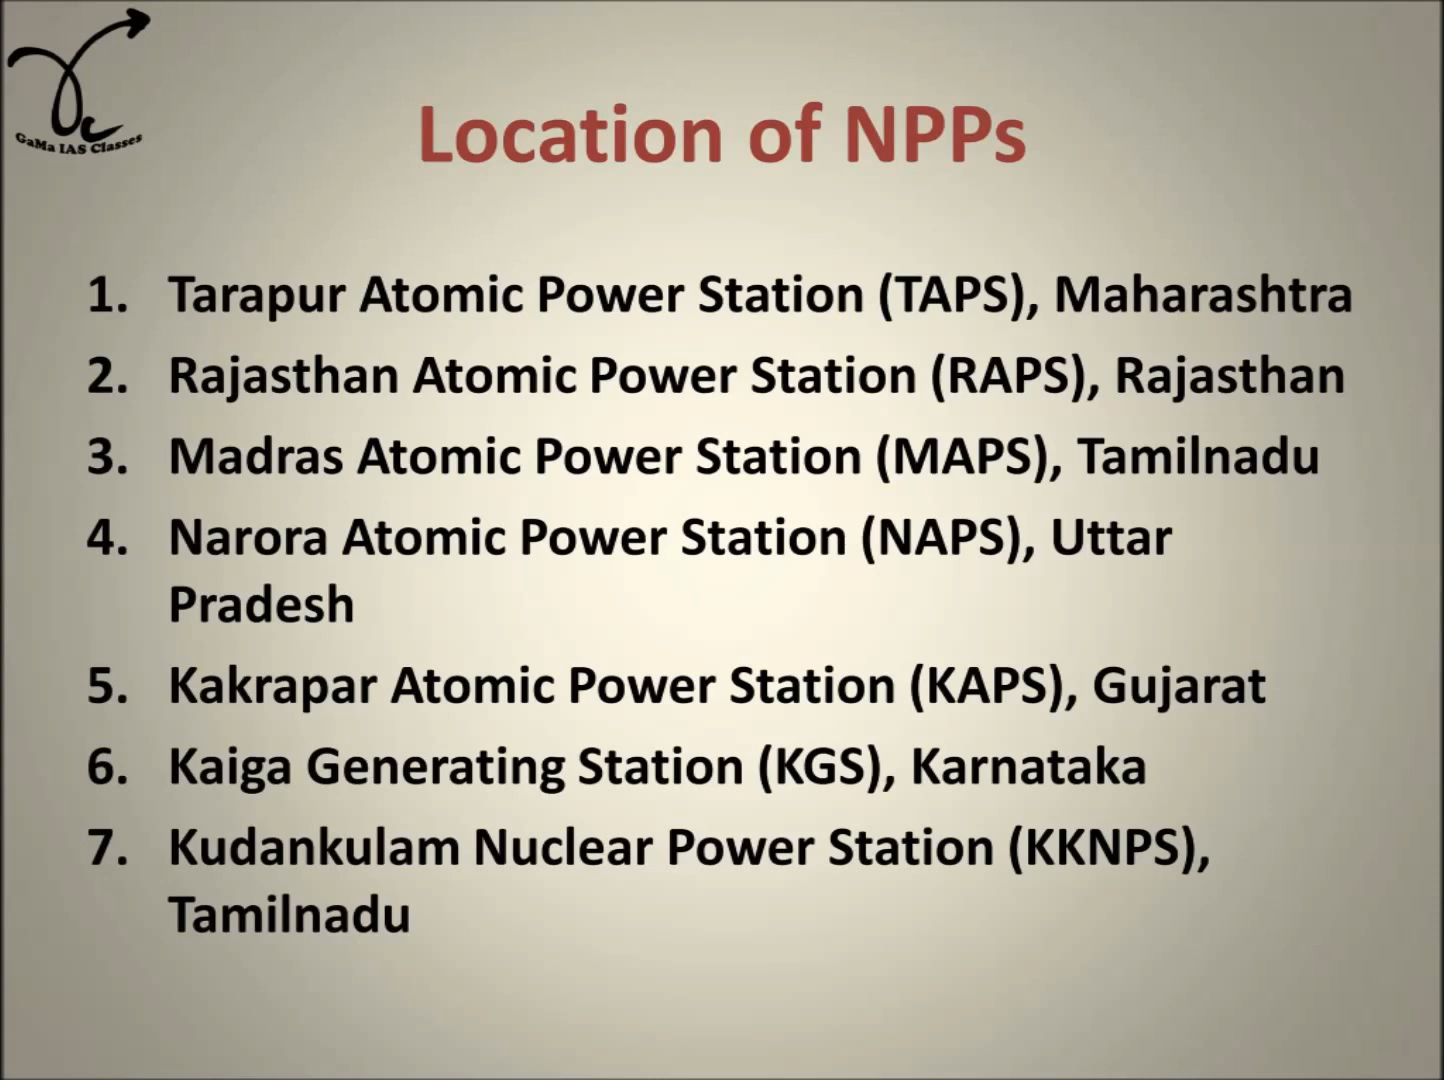 GaMa IAS Classes
Location of NPPs
1. Tarapur Atomic Power Station (TAPS), Maharashtra
2. Rajasthan Atomic Power Station (RAPS), Rajasthan
3. Madras Atomic Power Station (MAPS), Tamilnadu
4. Narora Atomic Power Station (NAPS), Uttar
Pradesh
5. Kakrapar Atomic Power Station (KAPS), Gujarat
6. Kaiga Generating Station (KGS), Karnataka
7. Kudankulam Nuclear Power Station (KKNPS),
Tamilnadu